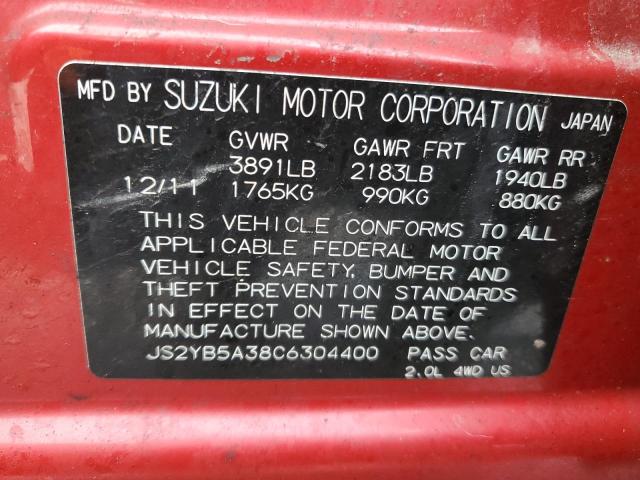 MFD BY SUZUKI MOTOR CORPORATION JAPAN
DATE GVWR GAWR FRT GAWR RR
3891LB 2183LB 1940LB
12/11 1765KG 990KG 880KG
THIS VEHICLE CONFORMS TO ALL
APPLICABLE FEDERAL MOTOR
VEHICLE SAFETY, BUMPER AND
THEFT PREVENTION STANDARDS
IN EFFECT ON THE DATE OF
MANUFACTURE SHOWN ABOVE.
JS2YB5A38C6304400 PASS CAR
2.0L 4WD US